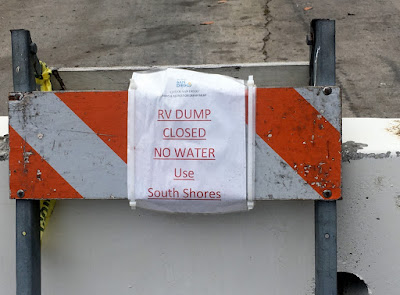 RV DUMP
CLOSED
NO WATER
Use
South Shores